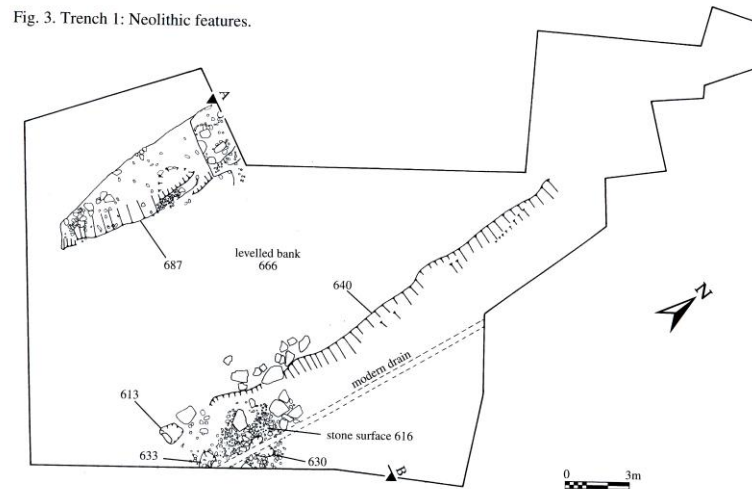 Fig. 3. Trench 1: Neolithic features.
A
687
levelled bank
666
640
N
modern drain
613
stone surface 616
633
630
B
0 3m